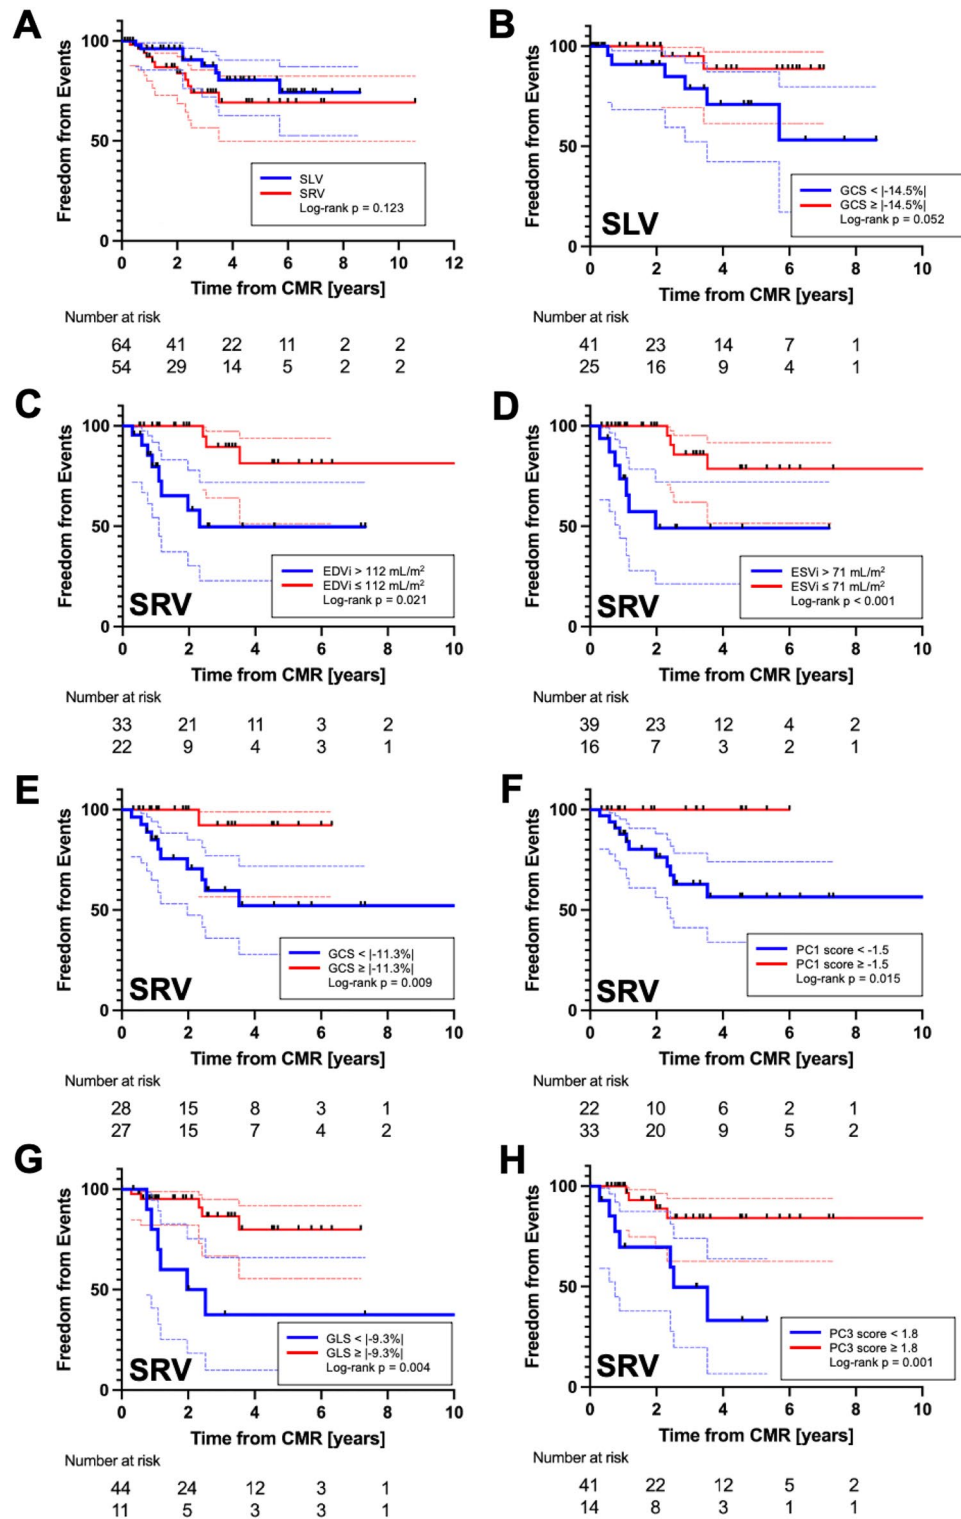 A
Freedom from Events
100
50
0
SLV
SRV
Log-rank p = 0.123
0 2 4 6 8 10 12
Time from CMR [years]
Number at risk
64 41 22 11 2 2
54 29 14 5 2 2
B
Freedom from Events
100
50
0
GCS < |-14.5%|
GCS ≥ |-14.5%|
Log-rank p = 0.052
SLV
0 2 4 6 8 10
Time from CMR [years]
Number at risk
41 23 14 7 1
25 16 9 4 1
C
Freedom from Events
100
50
0
EDVi > 112 mL/m²
EDVi ≤ 112 mL/m²
Log-rank p = 0.021
SRV
0 2 4 6 8 10
Time from CMR [years]
Number at risk
33 21 11 3 2
22 9 4 3 1
D
Freedom from Events
100
50
0
ESVi > 71 mL/m²
ESVi ≤ 71 mL/m²
Log-rank p < 0.001
SRV
0 2 4 6 8 10
Time from CMR [years]
Number at risk
39 23 12 4 2
16 7 3 2 1
E
Freedom from Events
100
50
0
GCS < |-11.3%|
GCS ≥ |-11.3%|
Log-rank p = 0.009
SRV
0 2 4 6 8 10
Time from CMR [years]
Number at risk
28 15 8 3 1
27 15 7 4 2
F
Freedom from Events
100
50
0
PC1 score < -1.5
PC1 score ≥ -1.5
Log-rank p = 0.015
SRV
0 2 4 6 8 10
Time from CMR [years]
Number at risk
22 10 6 2 1
33 20 9 5 2
G
Freedom from Events
100
50
0
GLS < |-9.3%|
GLS ≥ |-9.3%|
Log-rank p = 0.004
SRV
0 2 4 6 8 10
Time from CMR [years]
Number at risk
44 24 12 3 1
11 5 3 3 1
H
Freedom from Events
100
50
0
PC3 score < 1.8
PC3 score ≥ 1.8
Log-rank p = 0.001
SRV
0 2 4 6 8 10
Time from CMR [years]
Number at risk
41 22 12 5 2
14 8 3 1 1